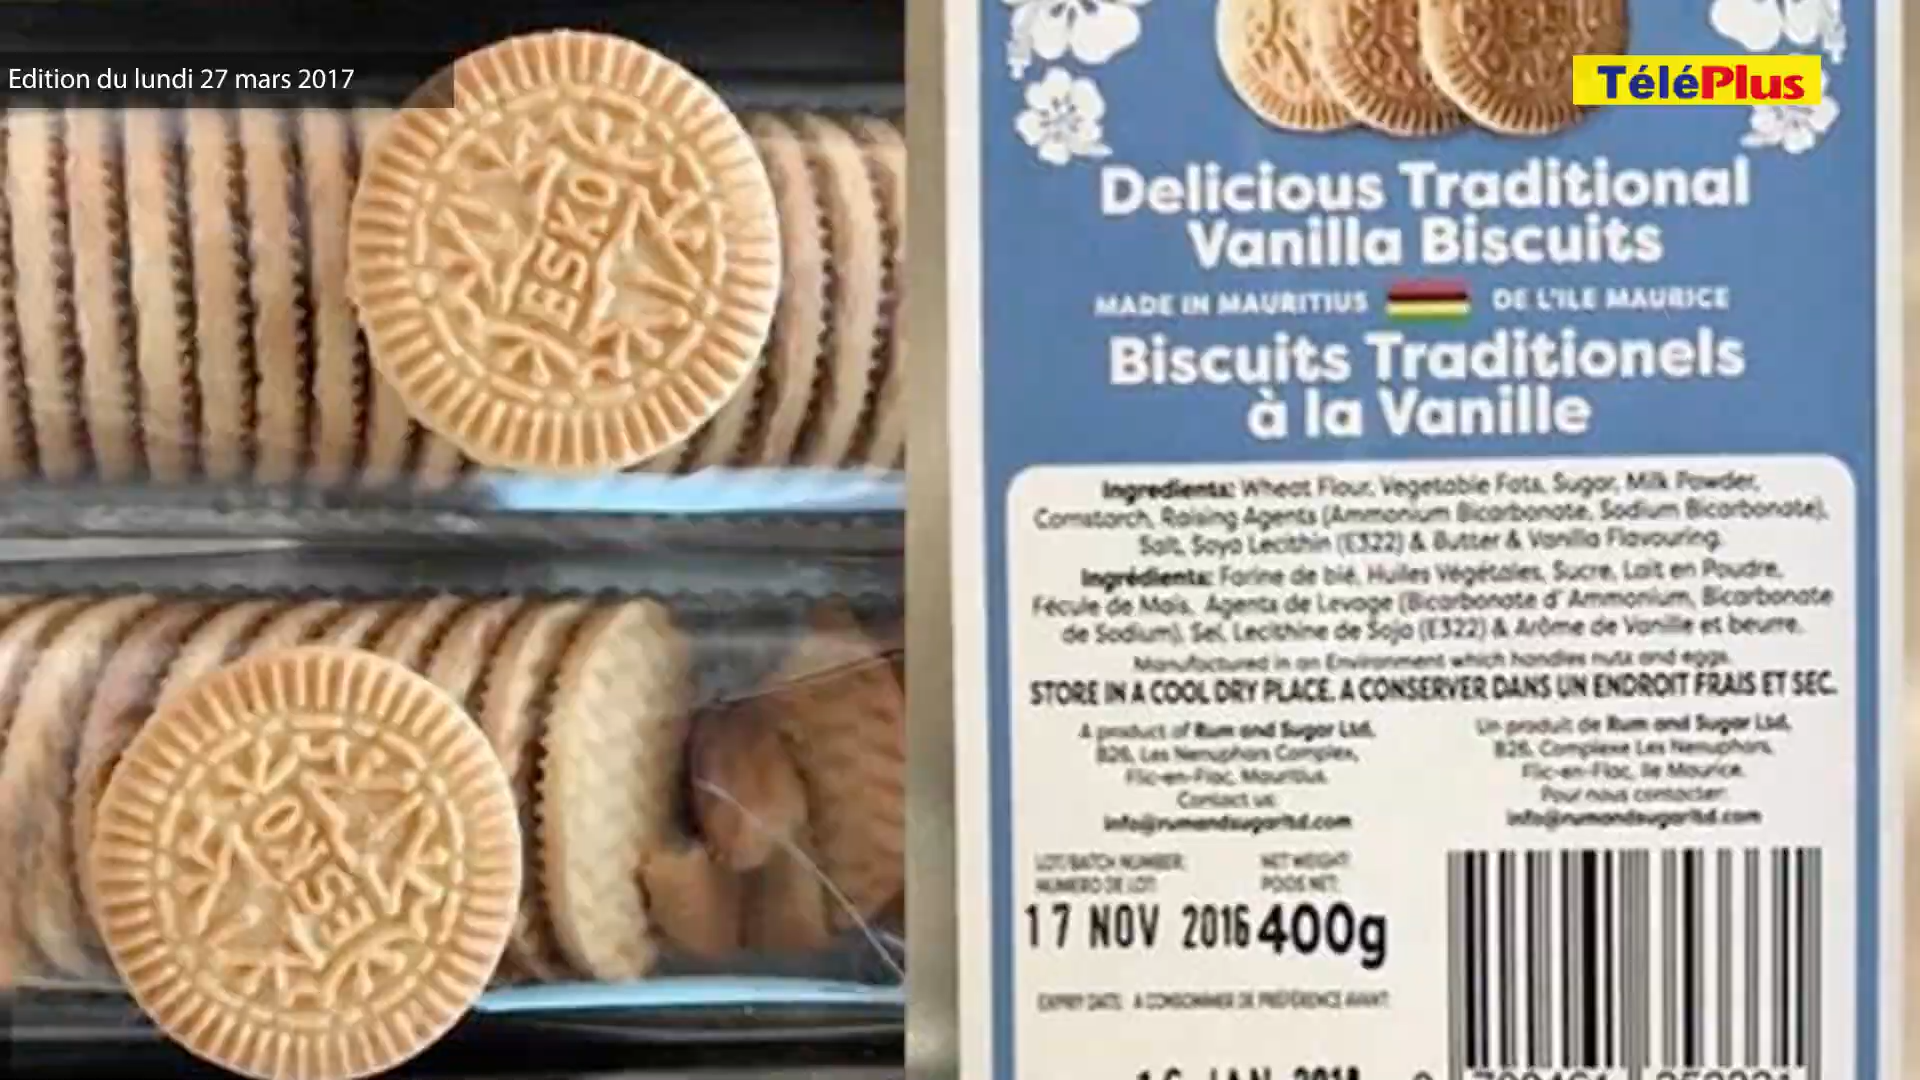 Edition du lundi 27 mars 2017
TéléPlus
ESKO
ESKO
Delicious Traditional
Vanilla Biscuits
MADE IN MAURITIUS DE L'ILE MAURICE
Biscuits Traditionels
à la Vanille
Ingredients: Wheat Flour, Vegetable Fats, Sugar, Milk Powder,
Cornstarch, Raising Agents (Ammonium Bicarbonate, Sodium Bicarbonate),
Salt, Soya Lecithin (E322) & Butter & Vanilla Flavouring.
Ingrédients: Farine de blé, Huiles Végétales, Sucre, Lait en Poudre,
Fécule de Maïs, Agents de Levage (Bicarbonate d' Ammonium, Bicarbonate
de Sodium), Sel, Lecithine de Soja (E322) & Arôme de Vanille et beurre.
Manufactured in an Environment which handles nuts and eggs.
STORE IN A COOL DRY PLACE. A CONSERVER DANS UN ENDROIT FRAIS ET SEC.
A product of Rum and Sugar Ltd.
B26, Les Nenuphars Complex,
Flic-en-Flac, Mauritius.
Contact us:
info@rumandsugarltd.com
Un produit de Rum and Sugar Ltd.
B26, Complexe Les Nenuphars,
Flic-en-Flac, Ile Maurice.
Pour nous contacter:
info@rumandsugarltd.com
LOT/BATCH NUMBER:
NUMERO DE LOT:
17 NOV 2016
NET WEIGHT:
POIDS NET:
400g
EXPIRY DATE: A CONSOMMER DE PRÉFÉRENCE AVANT:
JAN 2018